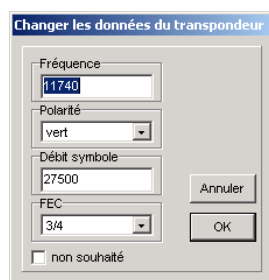 Changer les données du transpondeur
Fréquence
11740
Polarité
vert
Débit symbole
27500
FEC
3/4
non souhaité
Annuler
OK